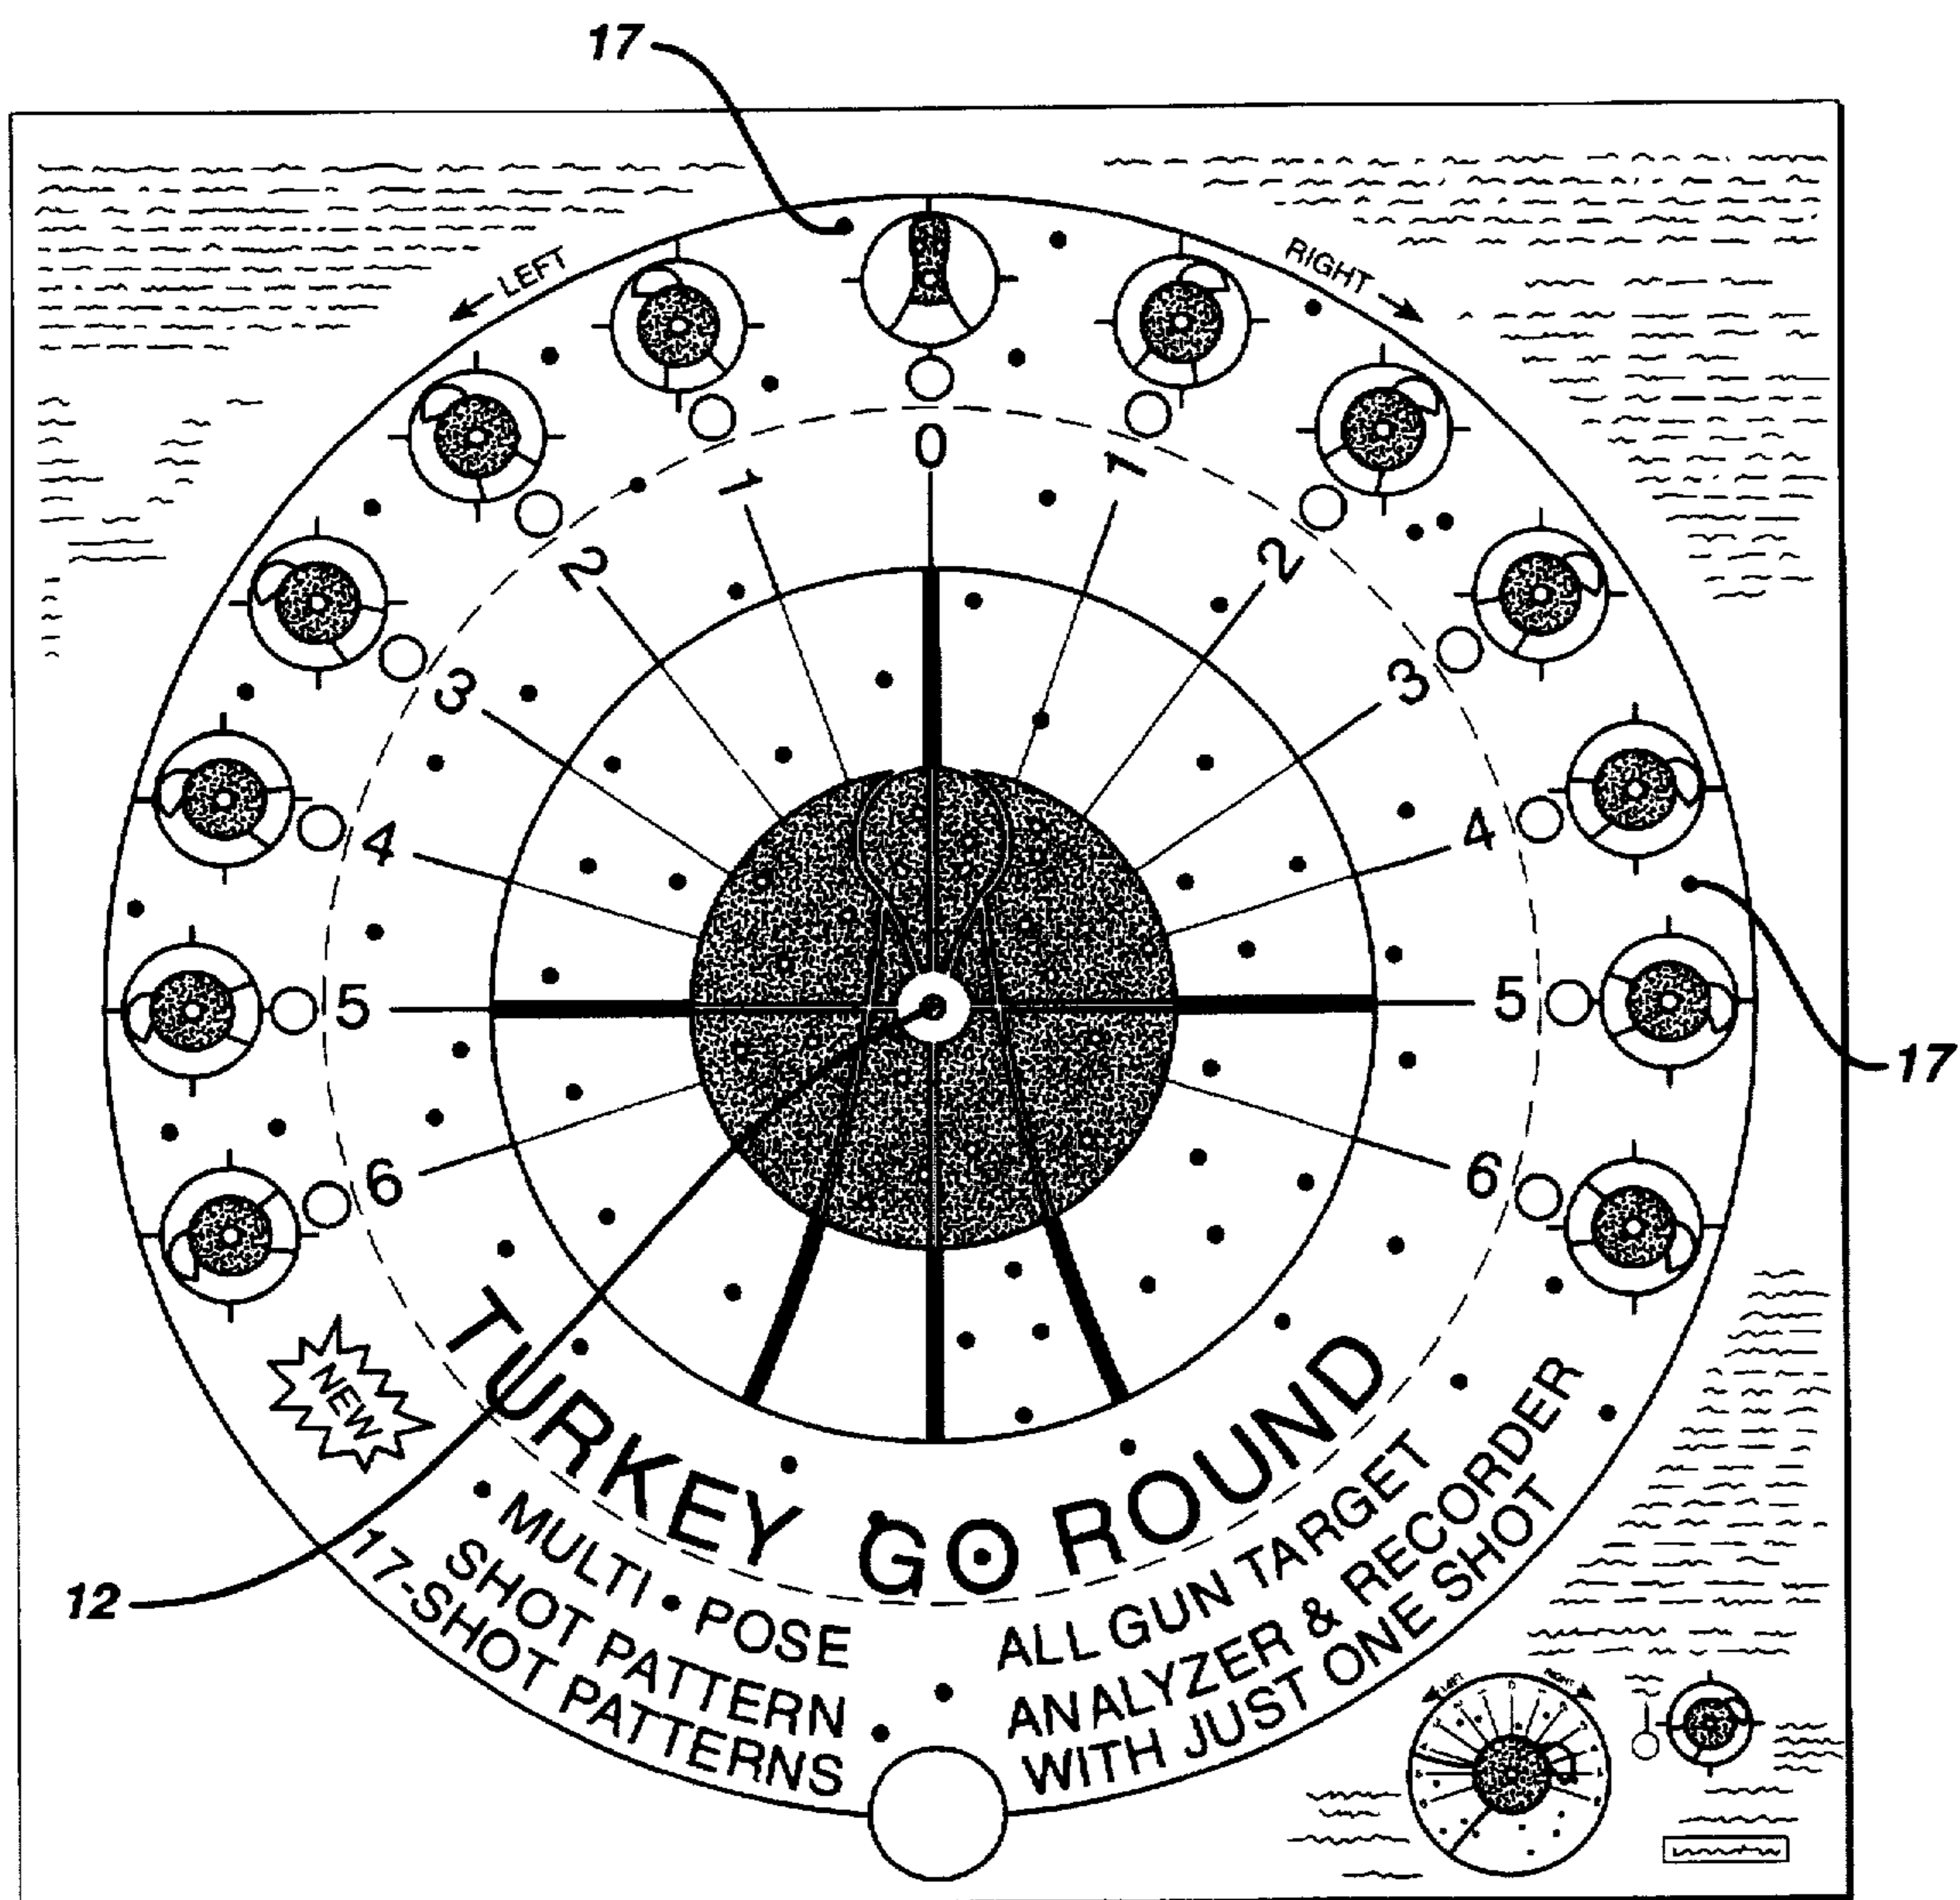 17
LEFT
RIGHT
0
1
1
2
2
3
3
4
4
5
5
17
6
6
NEW
TURKEY GO ROUND
• MULTI • POSE
SHOT PATTERN
17-SHOT PATTERNS
ALL GUN TARGET
ANALYZER & RECORDER
WITH JUST ONE SHOT
12